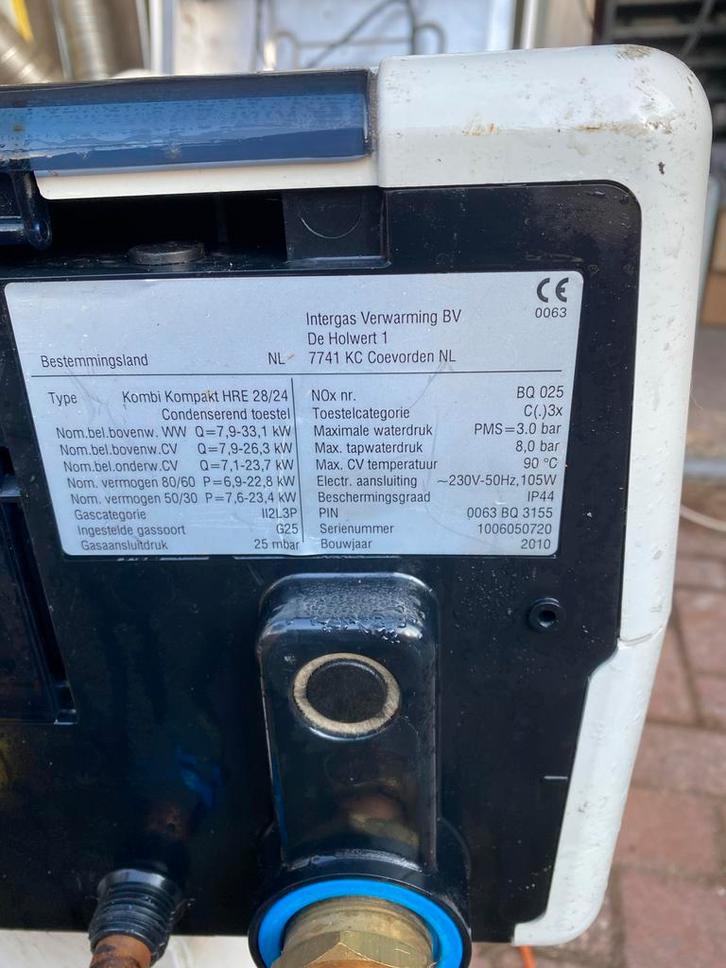 CE
0063
Intergas Verwarming BV
De Holwert 1
Bestemmingsland NL 7741 KC Coevorden NL
Type Kombi Kompakt HRE 28/24
Condenserend toestel
Nom.bel.bovenw. WW Q=7,9-33,1 kW
Nom.bel.bovenw.CV Q=7,9-26,3 kW
Nom.bel.onderw.CV Q=7,1-23,7 kW
Nom. vermogen 80/60 P=6,9-22,8 kW
Nom. vermogen 50/30 P=7,6-23,4 kW
Gascategorie II2L3P
Ingestelde gassoort G25
Gasaansluitdruk 25 mbar
NOx nr. BQ 025
Toestelcategorie C(.)3x
Maximale waterdruk PMS=3.0 bar
Max. tapwaterdruk 8,0 bar
Max. CV temperatuur 90 °C
Electr. aansluiting ~230V-50Hz,105W
Beschermingsgraad IP44
PIN 0063 BQ 3155
Serienummer 1006050720
Bouwjaar 2010